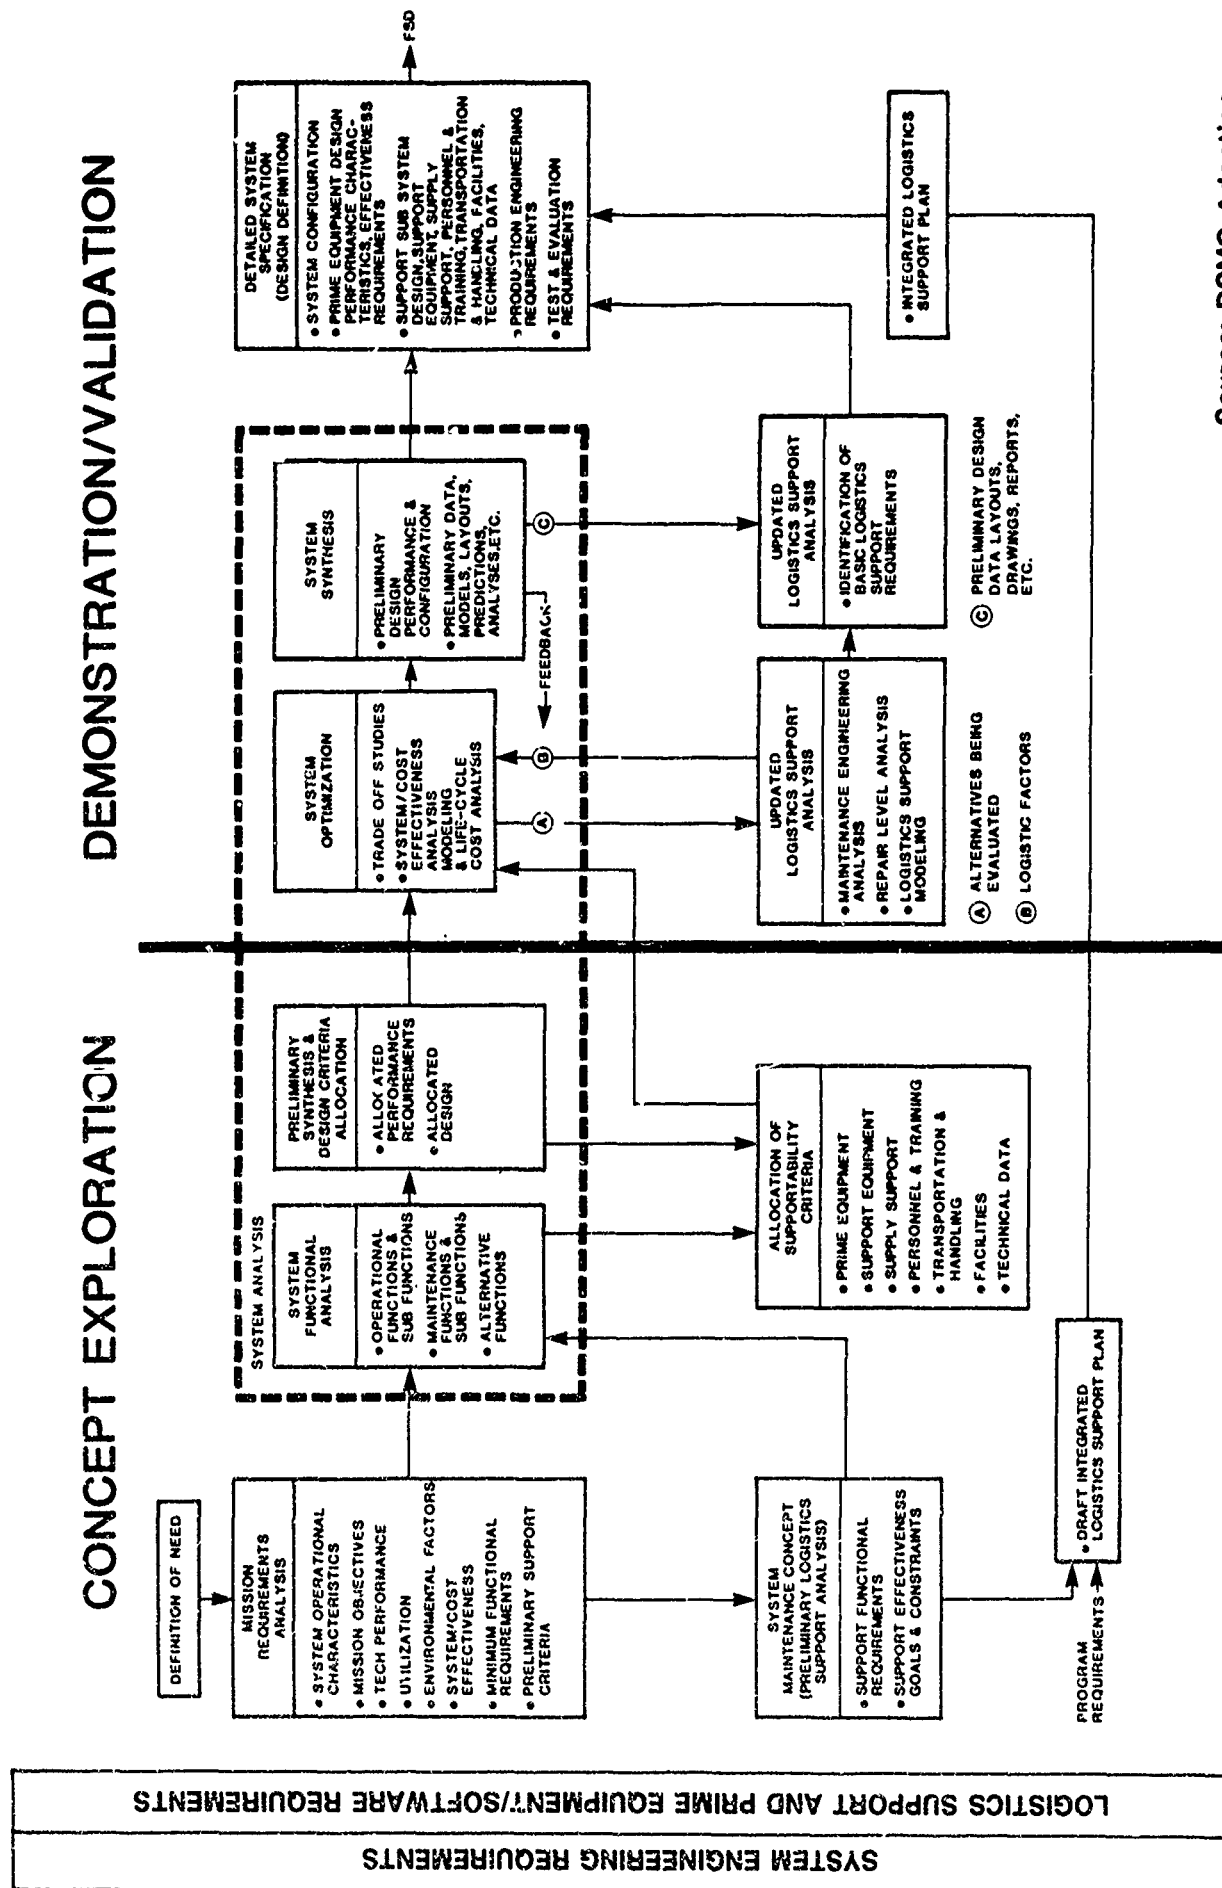 SYSTEM ENGINEERING REQUIREMENTS
LOGISTICS SUPPORT AND PRIME EQUIPMENT/SOFTWARE REQUIREMENTS
CONCEPT EXPLORATION
DEMONSTRATION/VALIDATION
DEFINITION OF NEED
MISSION
REQUIREMENTS
ANALYSIS
• SYSTEM OPERATIONAL
CHARACTERISTICS
• MISSION OBJECTIVES
• TECH PERFORMANCE
• UTILIZATION
• ENVIRONMENTAL FACTORS
• SYSTEM/COST
EFFECTIVENESS
• MINIMUM FUNCTIONAL
REQUIREMENTS
• PRELIMINARY SUPPORT
CRITERIA
SYSTEM ANALYSIS
SYSTEM
FUNCTIONAL
ANALYSIS
• OPERATIONAL
FUNCTIONS &
SUB FUNCTIONS
• MAINTENANCE
FUNCTIONS &
SUB FUNCTIONS
• ALTERNATIVE
FUNCTIONS
PRELIMINARY
SYNTHESIS &
DESIGN CRITERIA
ALLOCATION
• ALLOCATED
PERFORMANCE
REQUIREMENTS
• ALLOCATED
DESIGN
SYSTEM
OPTIMIZATION
• TRADE OFF STUDIES
• SYSTEM/COST
EFFECTIVENESS
ANALYSIS
MODELING
& LIFE-CYCLE
COST ANALYSIS
SYSTEM
SYNTHESIS
• PRELIMINARY
DESIGN
PERFORMANCE &
CONFIGURATION
• PRELIMINARY DATA,
MODELS, LAYOUTS,
PREDICTIONS,
ANALYSES,ETC.
FEEDBACK
A
B
C
DETAILED SYSTEM
SPECIFICATION
(DESIGN DEFINITION)
• SYSTEM CONFIGURATION
• PRIME EQUIPMENT DESIGN
PERFORMANCE CHARAC-
TERISTICS, EFFECTIVENESS
REQUIREMENTS
• SUPPORT SUB SYSTEM
DESIGN,SUPPORT
EQUIPMENT, SUPPLY
SUPPORT, PERSONNEL &
TRAINING,TRANSPORTATION
& HANDLING, FACILITIES,
TECHNICAL DATA
• PRODUCTION ENGINEERING
REQUIREMENTS
• TEST & EVALUATION
REQUIREMENTS
FSD
SYSTEM
MAINTENANCE CONCEPT
(PRELIMINARY LOGISTICS
SUPPORT ANALYSIS)
• SUPPORT FUNCTIONAL
REQUIREMENTS
• SUPPORT EFFECTIVENESS
GOALS & CONSTRAINTS
ALLOCATION OF
SUPPORTABILITY
CRITERIA
• PRIME EQUIPMENT
• SUPPORT EQUIPMENT
• SUPPLY SUPPORT
• PERSONNEL & TRAINING
• TRANSPORTATION &
HANDLING
• FACILITIES
• TECHNICAL DATA
UPDATED
LOGISTICS SUPPORT
ANALYSIS
• MAINTENANCE ENGINEERING
ANALYSIS
• REPAIR LEVEL ANALYSIS
• LOGISTICS SUPPORT
MODELING
UPDATED
LOGISTICS SUPPORT
ANALYSIS
• IDENTIFICATION OF
BASIC LOGISTICS
SUPPORT
REQUIREMENTS
A ALTERNATIVES BEING
EVALUATED
B LOGISTIC FACTORS
C PRELIMINARY DESIGN
DATA LAYOUTS,
DRAWINGS, REPORTS,
ETC.
PROGRAM
REQUIREMENTS
• DRAFT INTEGRATED
LOGISTICS SUPPORT PLAN
• INTEGRATED LOGISTICS
SUPPORT PLAN